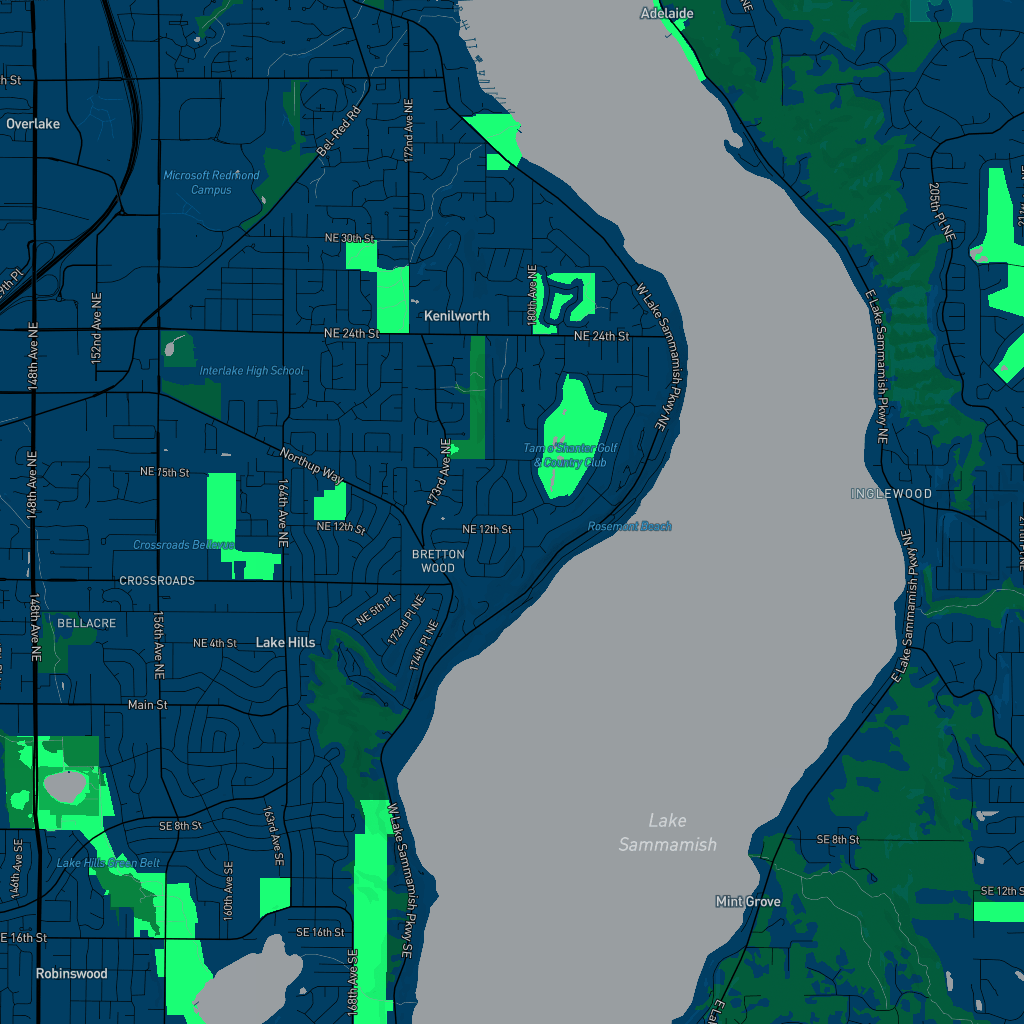 Adelaide
NE
h St
Overlake
Bel-Red Rd
172nd Ave NE
Microsoft Redmond
Campus
205th Pl NE
NE 30th St
29th Pl
152nd Ave NE
148th Ave NE
Kenilworth
180th Ave NE
NE 24th St
NE 24th St
W Lake Sammamish Pkwy NE
E Lake Sammamish Pkwy NE
Interlake High School
Tam o'Shanter Golf
& Country Club
173rd Ave NE
Northup Way
NE 15th St
148th Ave NE
164th Ave NE
INGLEWOOD
NE 12th St
NE 12th St
Rosemont Beach
Crossroads Bellevue
BRETTON
WOOD
CROSSROADS
148th Ave NE
156th Ave NE
NE 5th Pl
172nd Pl NE
174th Pl NE
E Lake Sammamish Pkwy NE
BELLACRE
NE 4th St
Lake Hills
Main St
163rd Ave SE
W Lake Sammamish Pkwy SE
SE 8th St
Lake
Sammamish
SE 8th St
146th Ave SE
Lake Hills Green Belt
160th Ave SE
SE 12th S
Mint Grove
E 16th St
SE 16th St
Robinswood
168th Ave SE
E La